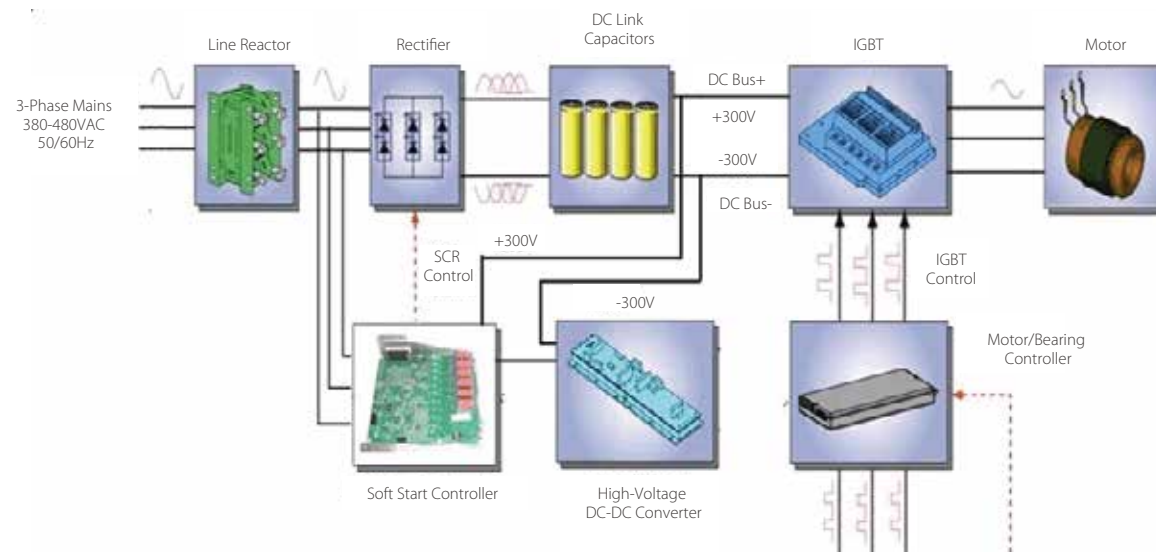 DC Link
Capacitors
Line Reactor
Rectifier
IGBT
Motor
3-Phase Mains
380-480VAC
50/60Hz
DC Bus+
+300V
-300V
DC Bus-
+300V
SCR
Control
-300V
IGBT
Control
Motor/Bearing
Controller
Soft Start Controller
High-Voltage
DC-DC Converter